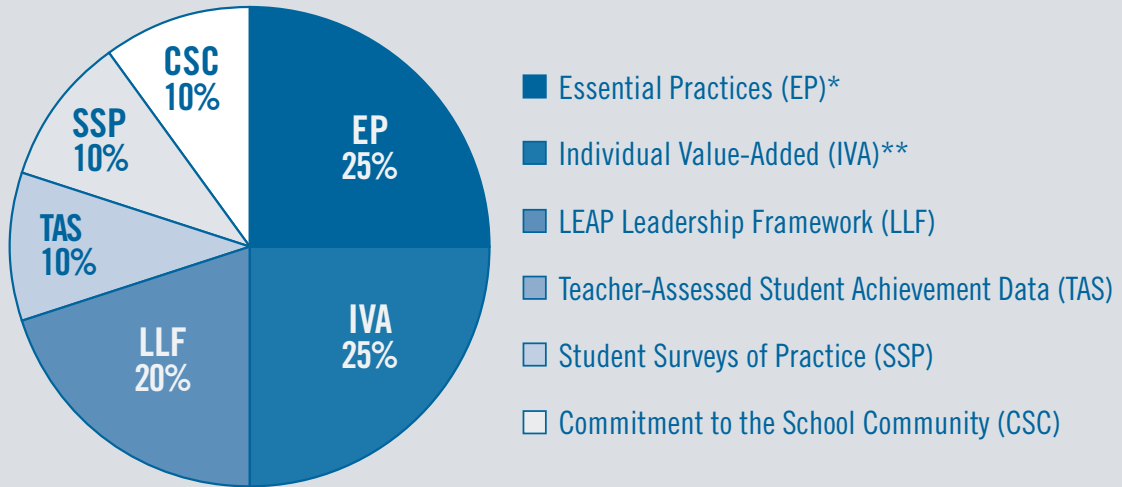 CSC
10%
SSP
10%
TAS
10%
LLF
20%
EP
25%
IVA
25%
Essential Practices (EP)*
Individual Value-Added (IVA)**
LEAP Leadership Framework (LLF)
Teacher-Assessed Student Achievement Data (TAS)
Student Surveys of Practice (SSP)
Commitment to the School Community (CSC)